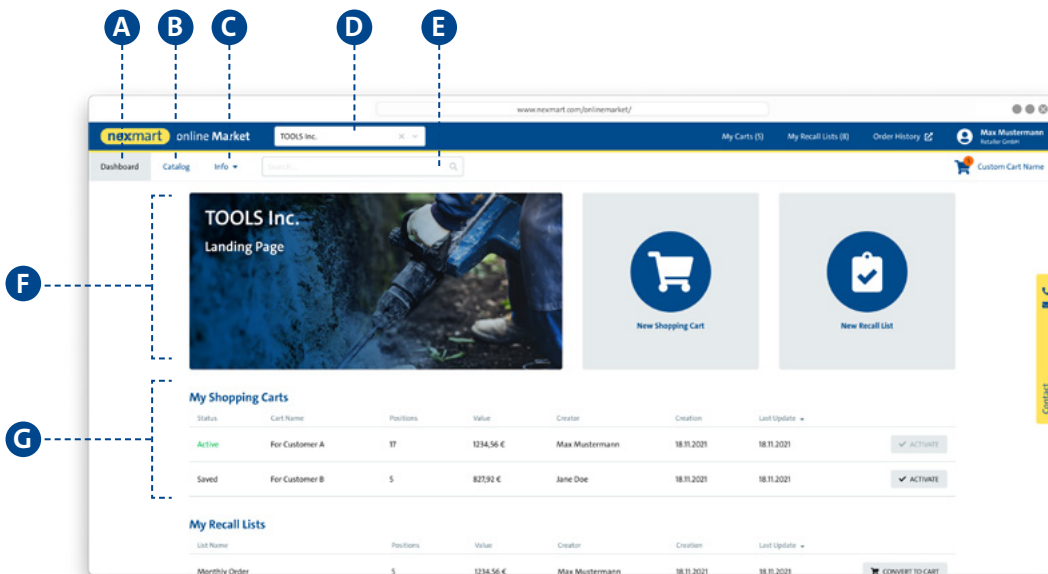 A B C D E
www.nexmart.com/onlinemarket/
nexmart online Market TOOLS Inc. My Carts (5) My Recall Lists (8) Order History Max Mustermann
Retailer GmbH
Dashboard Catalog Info Search... 1 Custom Cart Name
F
TOOLS Inc.
Landing Page
New Shopping Cart New Recall List
Contact
G
My Shopping Carts
Status Cart Name Positions Value Creator Creation Last Update
Active For Customer A 17 1234,56 € Max Mustermann 18.11.2021 18.11.2021 ACTIVATE
Saved For Customer B 5 827,92 € Jane Doe 18.11.2021 18.11.2021 ACTIVATE
My Recall Lists
List Name Positions Value Creator Creation Last Update
Monthly Order 5 1234,56 € Max Mustermann 18.11.2021 18.11.2021 CONVERT TO CART